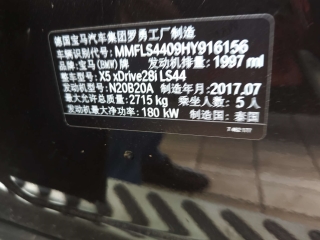 德国宝马汽车集团罗勇工厂制造
车辆识别代号: MMFLS4409HY916156
品牌: 宝马(BMW)牌 发动机排量: 1997 ml
整车型号: X5 xDrive28i LS44
发动机型号: N20B20A 制造年月: 2017.07
最大允许总质量: 2715 kg 乘坐人数: 5 人
发动机最大净功率: 180 kW 制造国: 泰国